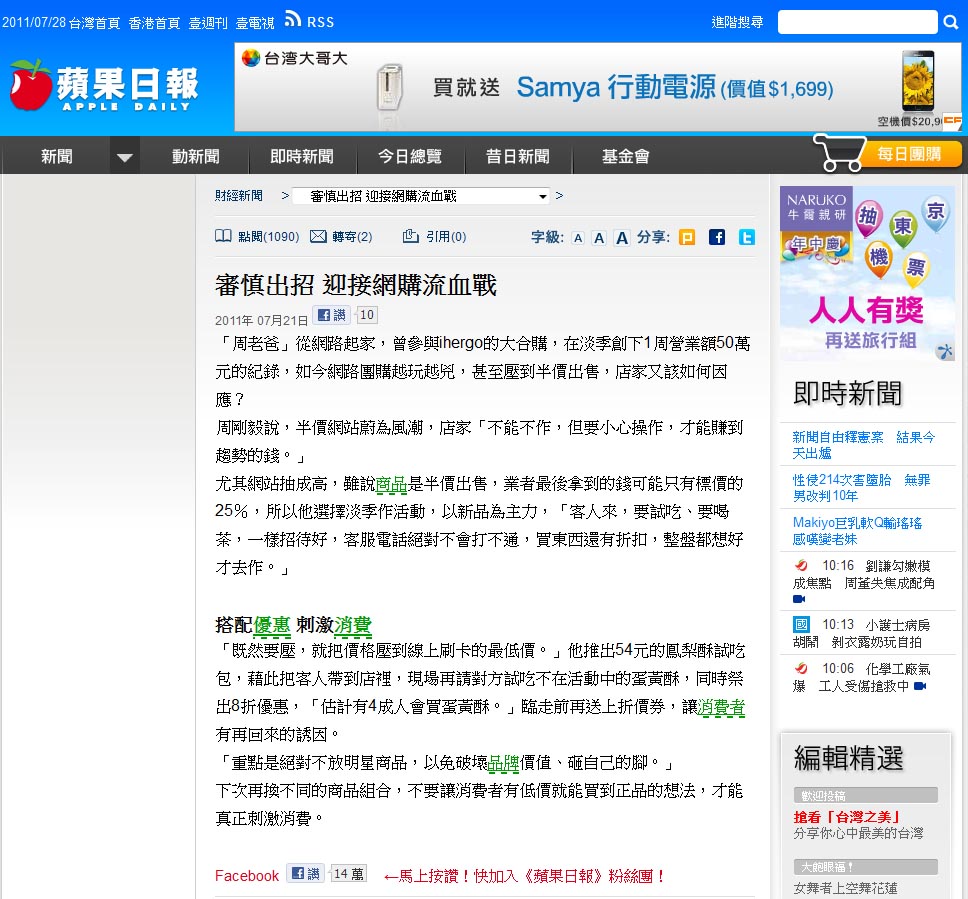 2011/07/28 台灣首頁 香港首頁 壹週刊 壹電視 RSS 進階搜尋
蘋果日報
APPLE DAILY
台灣大哥大
買就送 Samya 行動電源(價值$1,699)
空機價$20,9
新聞 動新聞 即時新聞 今日總覽 昔日新聞 基金會 每日團購
財經新聞 > 審慎出招 迎接網購流血戰 >
點閱(1090) 轉寄(2) 引用(0) 字級: A A A 分享:
審慎出招 迎接網購流血戰
2011年 07月21日 讚 10
「周老爸」從網路起家，曾參與ihergo的大合購，在淡季創下1周營業額50萬
元的紀錄，如今網路團購越玩越兇，甚至壓到半價出售，店家又該如何因
應？
周剛毅說，半價網站蔚為風潮，店家「不能不作，但要小心操作，才能賺到
趨勢的錢。」
尤其網站抽成高，雖說商品是半價出售，業者最後拿到的錢可能只有標價的
25%，所以他選擇淡季作活動，以新品為主力，「客人來，要試吃、要喝
茶，一樣招待好，客服電話絕對不會打不通，買東西還有折扣，整盤都想好
才去作。」
搭配優惠 刺激消費
「既然要壓，就把價格壓到線上刷卡的最低價。」他推出54元的鳳梨酥試吃
包，藉此把客人帶到店裡，現場再請對方試吃不在活動中的蛋黃酥，同時祭
出8折優惠，「估計有4成人會買蛋黃酥。」臨走前再送上折價券，讓消費者
有再回來的誘因。
「重點是絕對不放明星商品，以免破壞品牌價值、砸自己的腳。」
下次再換不同的商品組合，不要讓消費者有低價就能買到正品的想法，才能
真正刺激消費。
Facebook 讚 14 萬 ←馬上按讚！快加入《蘋果日報》粉絲團！
NARUKO
牛爾親研
年中慶
抽東京機票
人人有獎
再送旅行組
即時新聞
新聞自由釋憲案 結果今
天出爐
性侵214次害墮胎 無罪
男改判10年
Makiyo巨乳軟Q輸瑤瑤
感嘆變老妹
10:16 劉謙勾嫩模
成焦點 周董失焦成配角
國 10:13 小護士病房
胡鬧 剝衣露奶玩自拍
10:06 化學工廠氣
爆 工人受傷搶救中
編輯精選
歡迎投稿
搶看「台灣之美」
分享你心中最美的台灣
大飽眼福！
女舞者上空舞花蓮